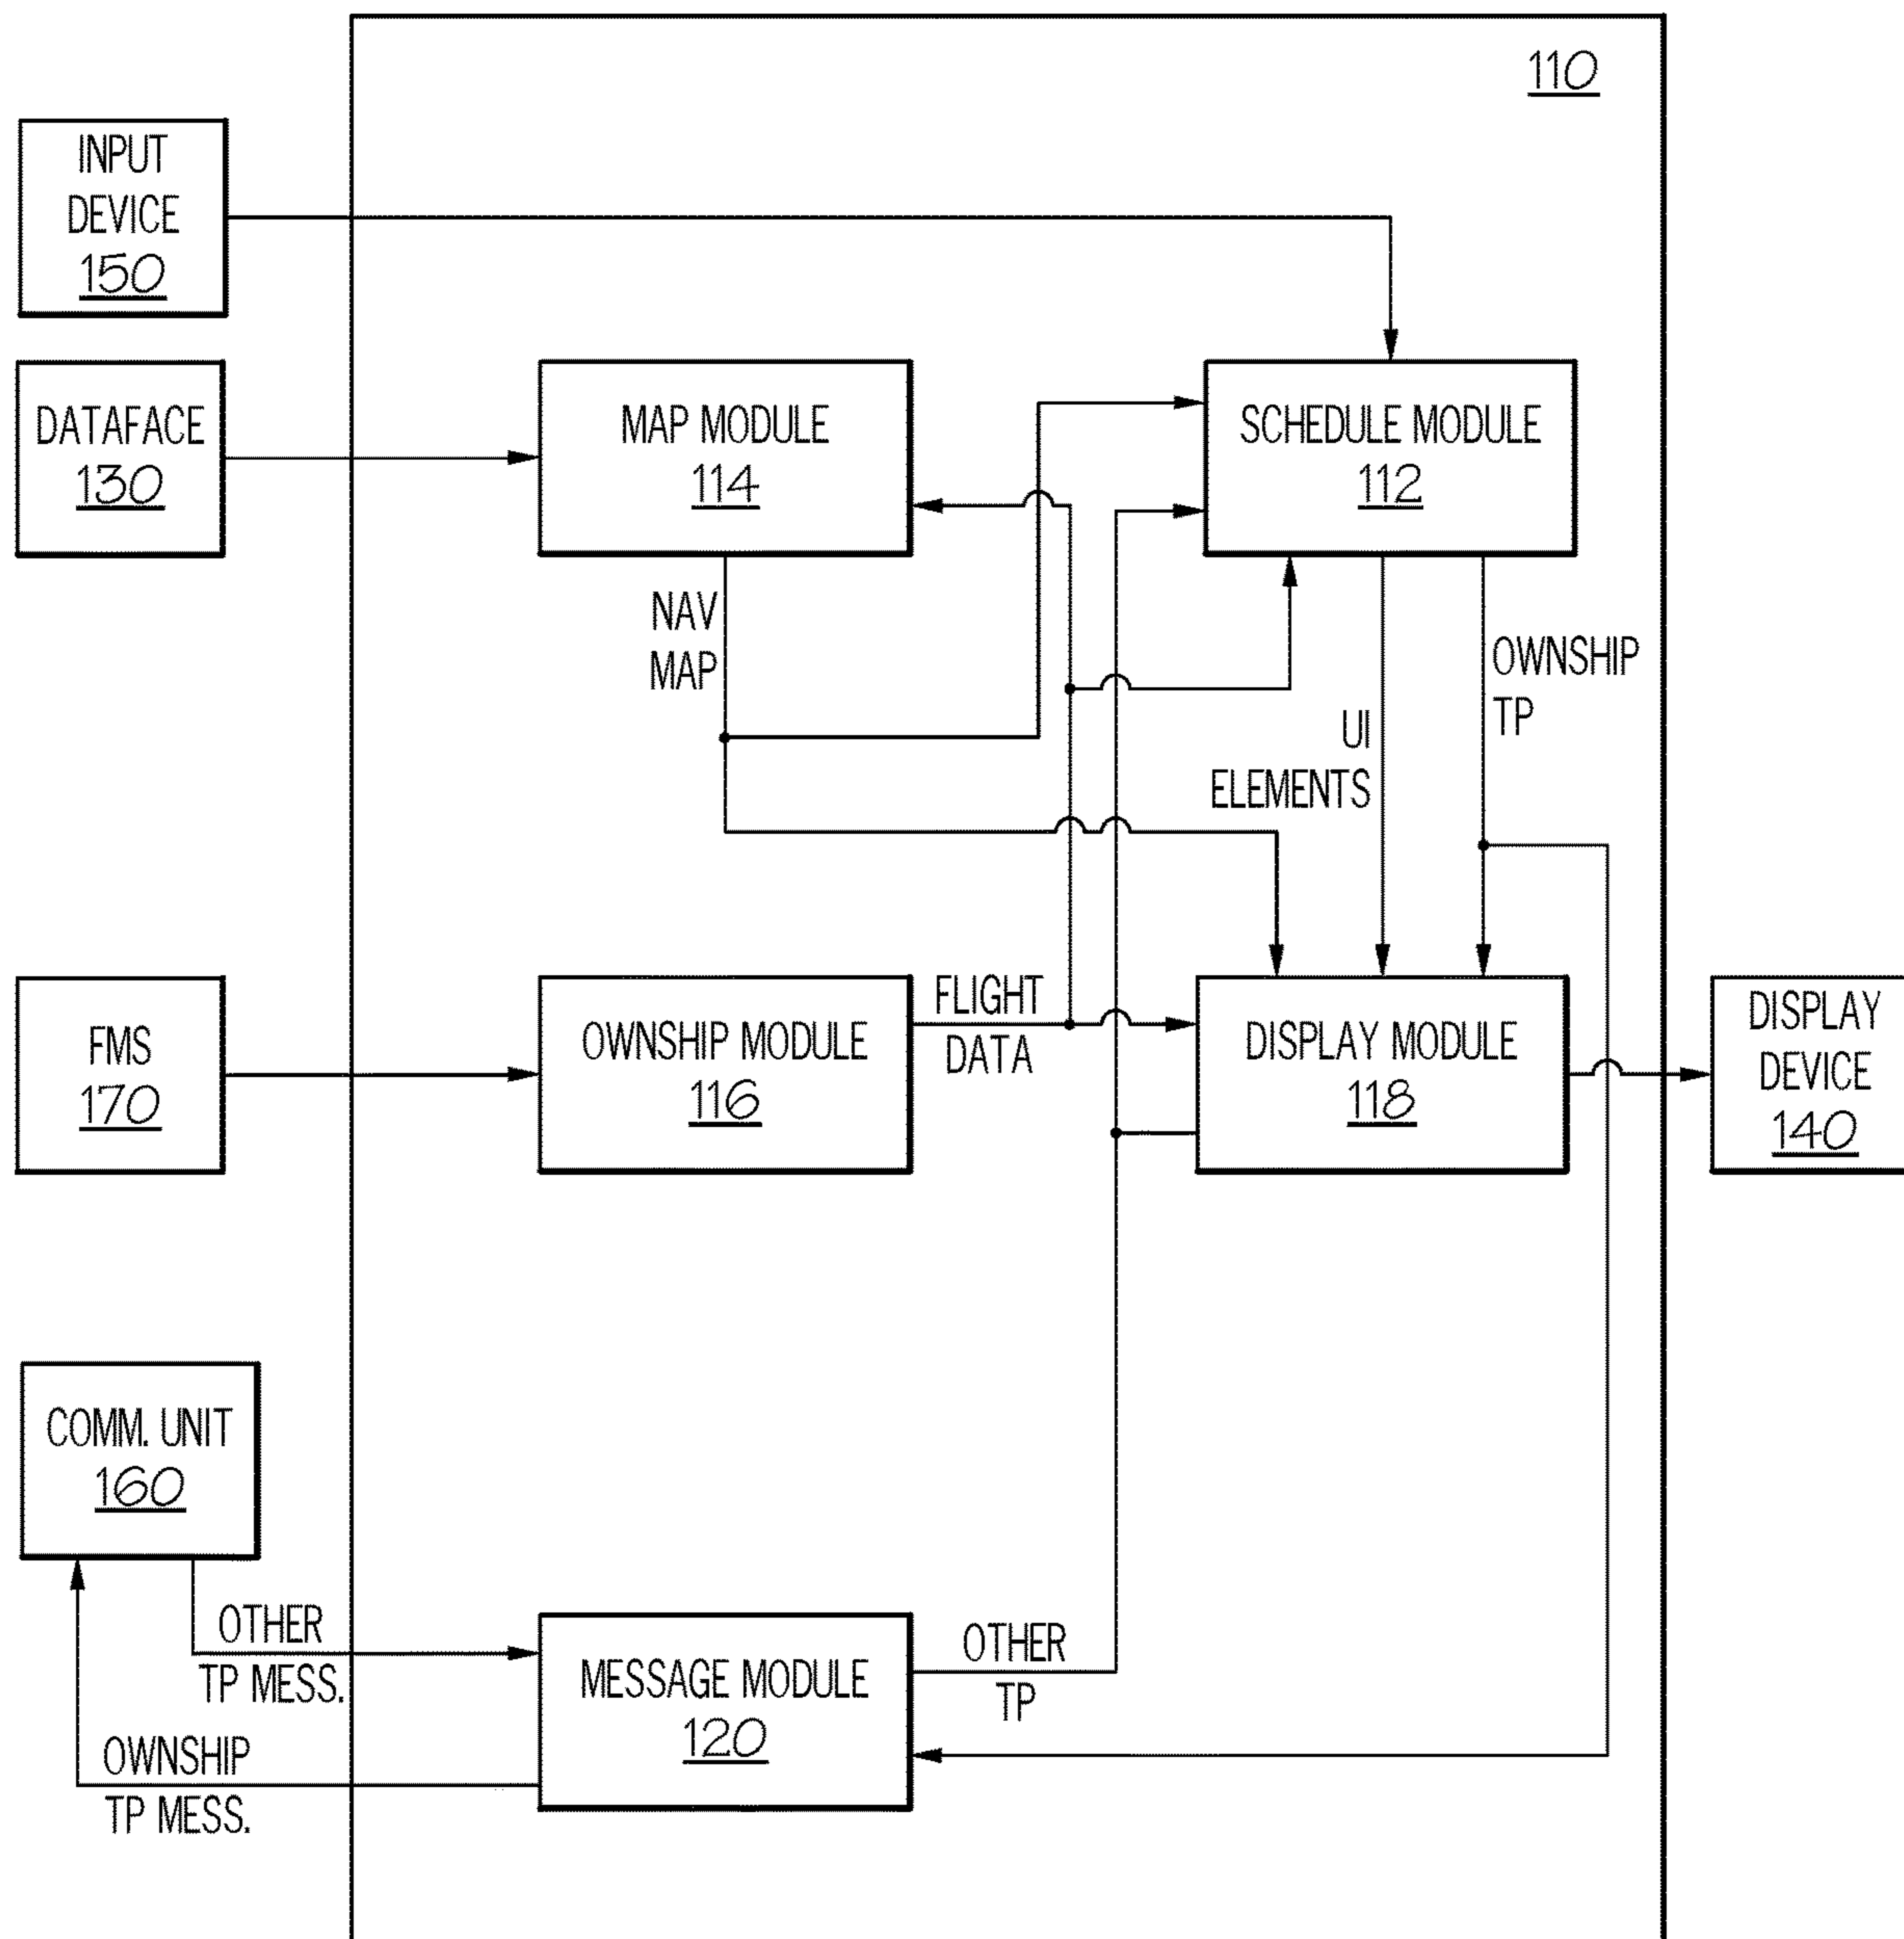 110
INPUT
DEVICE
150
DATAFACE
130
MAP MODULE
114
SCHEDULE MODULE
112
NAV
MAP
OWNSHIP
TP
UI
ELEMENTS
FMS
170
OWNSHIP MODULE
116
FLIGHT
DATA
DISPLAY MODULE
118
DISPLAY
DEVICE
140
COMM. UNIT
160
OTHER
TP MESS.
MESSAGE MODULE
120
OTHER
TP
OWNSHIP
TP MESS.